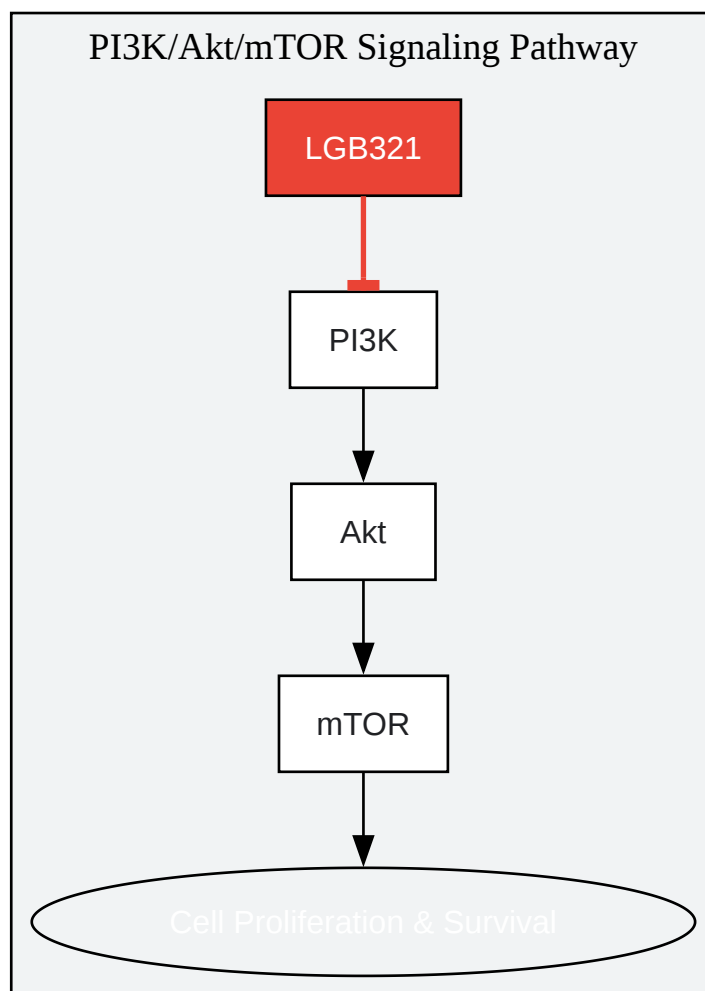 PI3K/Akt/mTOR Signaling Pathway
LGB321
PI3K
Akt
mTOR
Cell Proliferation & Survival